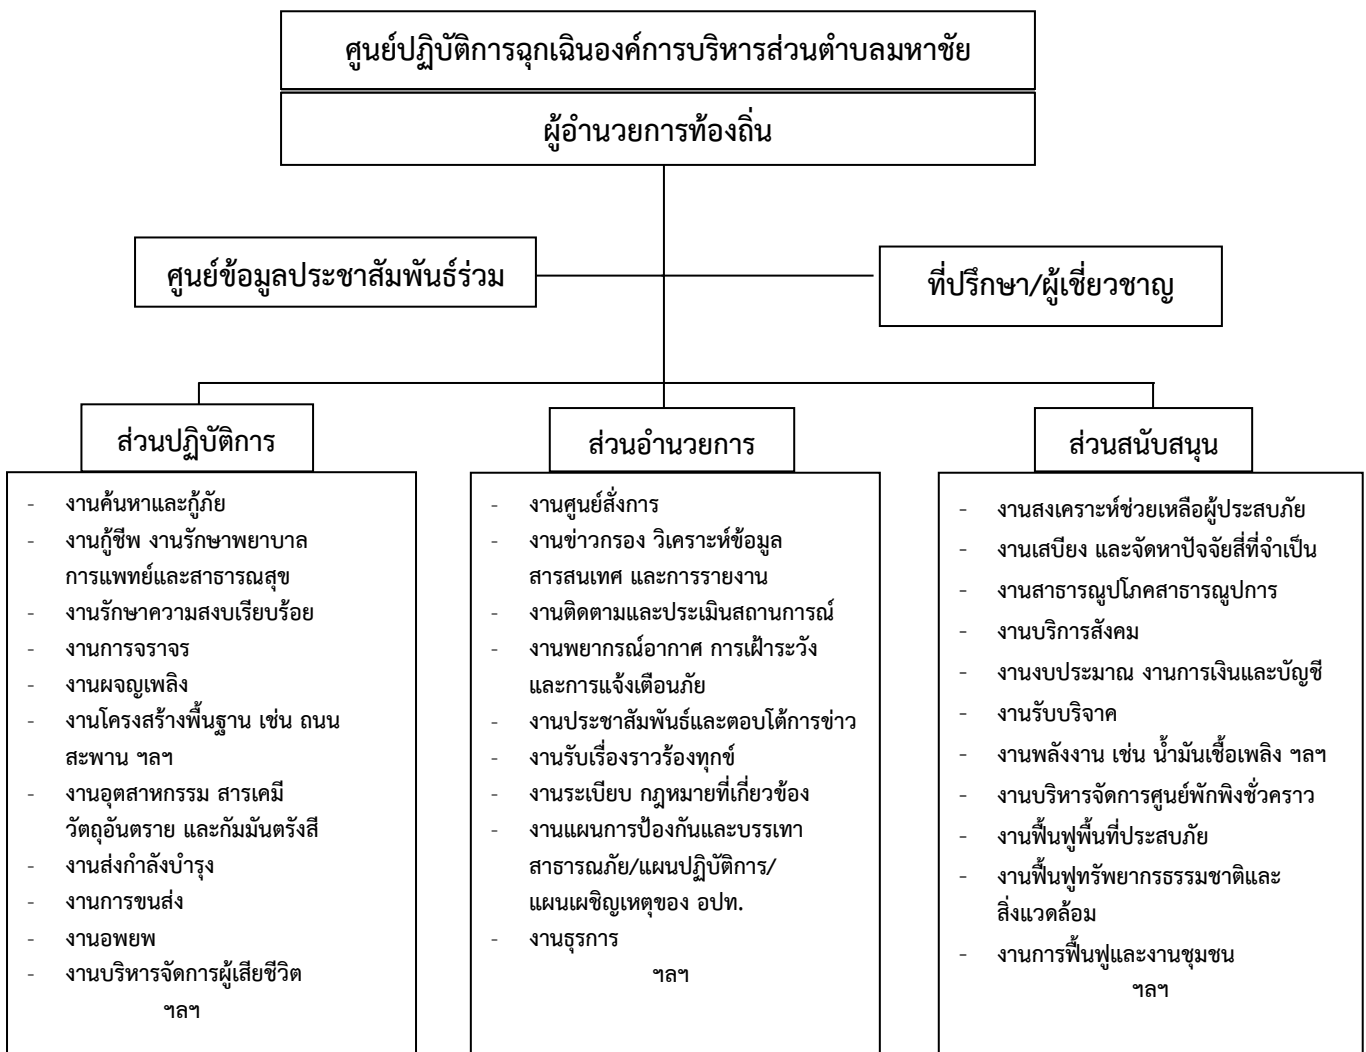 ศูนย์ปฏิบัติการฉุกเฉินองค์การบริหารส่วนตำบลมหาชัย
ผู้อำนวยการท้องถิ่น
ศูนย์ข้อมูลประชาสัมพันธ์ร่วม
ที่ปรึกษา/ผู้เชี่ยวชาญ
ส่วนปฏิบัติการ
- งานค้นหาและกู้ภัย
- งานกู้ชีพ งานรักษาพยาบาล
การแพทย์และสาธารณสุข
- งานรักษาความสงบเรียบร้อย
- งานการจราจร
- งานผจญเพลิง
- งานโครงสร้างพื้นฐาน เช่น ถนน
สะพาน ฯลฯ
- งานอุตสาหกรรม สารเคมี
วัตถุอันตราย และกัมมันตรังสี
- งานส่งกำลังบำรุง
- งานการขนส่ง
- งานอพยพ
- งานบริหารจัดการผู้เสียชีวิต
ฯลฯ
ส่วนอำนวยการ
- งานศูนย์สั่งการ
- งานข่าวกรอง วิเคราะห์ข้อมูล
สารสนเทศ และการรายงาน
- งานติดตามและประเมินสถานการณ์
- งานพยากรณ์อากาศ การเฝ้าระวัง
และการแจ้งเตือนภัย
- งานประชาสัมพันธ์และตอบโต้การข่าว
- งานรับเรื่องราวร้องทุกข์
- งานระเบียบ กฎหมายที่เกี่ยวข้อง
- งานแผนการป้องกันและบรรเทา
สาธารณภัย/แผนปฏิบัติการ/
แผนเผชิญเหตุของ อปท.
- งานธุรการ
ฯลฯ
ส่วนสนับสนุน
- งานสงเคราะห์ช่วยเหลือผู้ประสบภัย
- งานเสบียง และจัดหาปัจจัยสี่ที่จำเป็น
- งานสาธารณูปโภคสาธารณูปการ
- งานบริการสังคม
- งานงบประมาณ งานการเงินและบัญชี
- งานรับบริจาค
- งานพลังงาน เช่น น้ำมันเชื้อเพลิง ฯลฯ
- งานบริหารจัดการศูนย์พักพิงชั่วคราว
- งานฟื้นฟูพื้นที่ประสบภัย
- งานฟื้นฟูทรัพยากรธรรมชาติและ
สิ่งแวดล้อม
- งานการฟื้นฟูและงานชุมชน
ฯลฯ